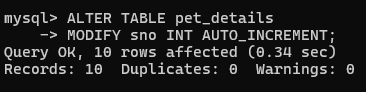 mysql> ALTER TABLE pet_details
    -> MODIFY sno INT AUTO_INCREMENT;
Query OK, 10 rows affected (0.34 sec)
Records: 10  Duplicates: 0  Warnings: 0